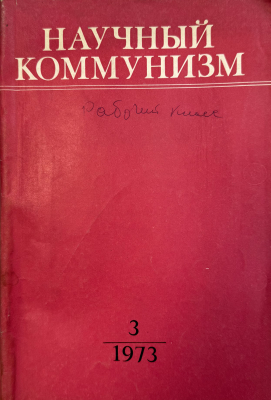 НАУЧНЫЙ
КОММУНИЗМ
Рабочий класс
3
1973